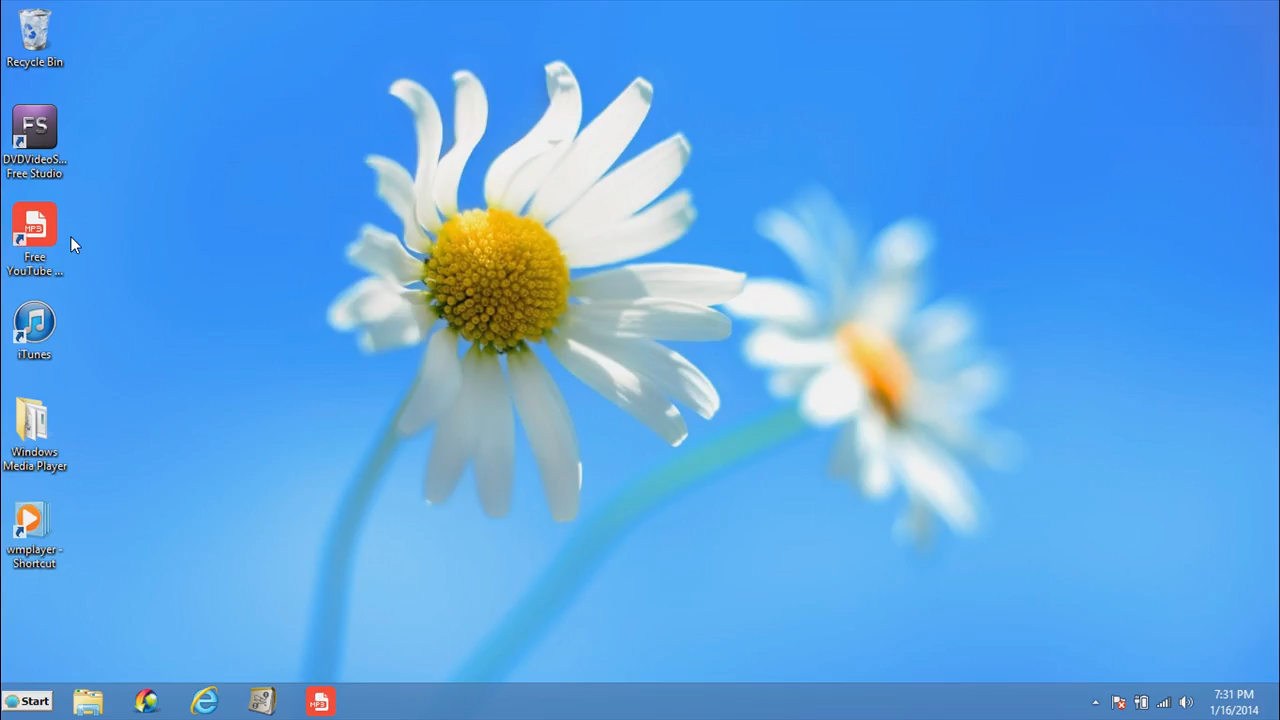 Recycle Bin
FS
DVDVideoS...
Free Studio
MP3
Free
YouTube ...
iTunes
Windows
Media Player
wmplayer -
Shortcut
Start
MP3
7:31 PM
1/16/2014